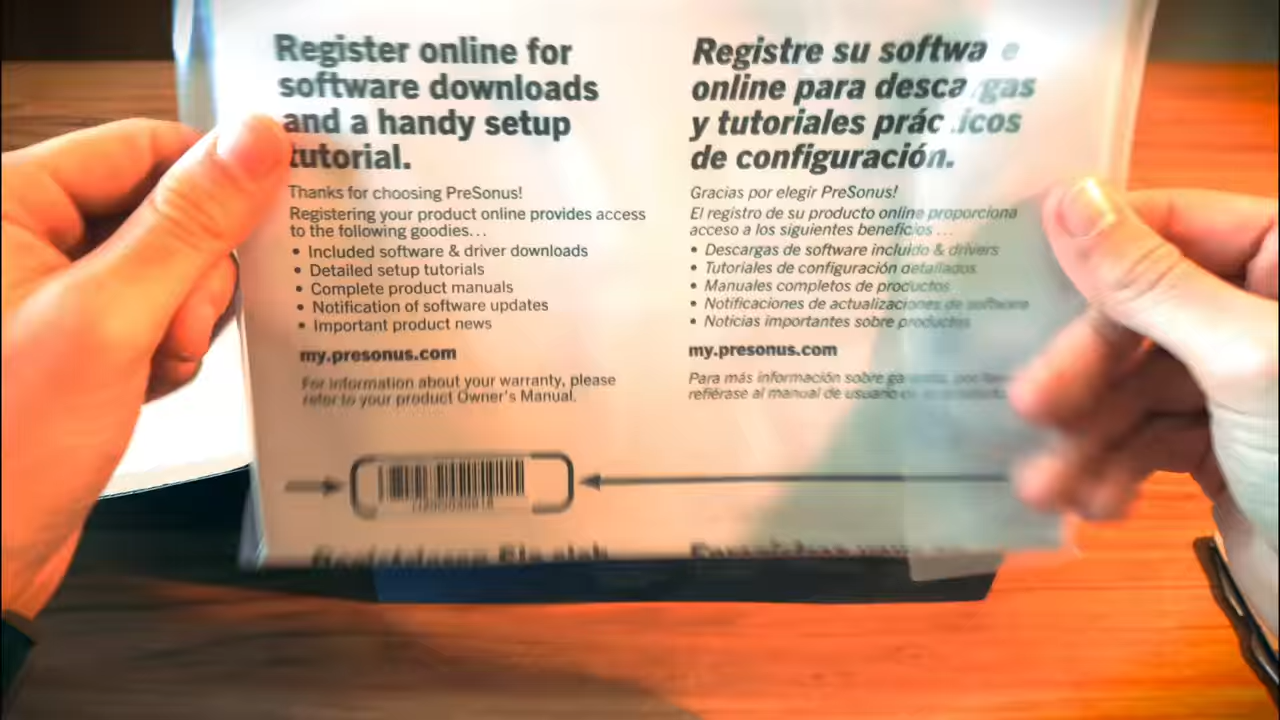 Register online for
software downloads
and a handy setup
tutorial.
Thanks for choosing PreSonus!
Registering your product online provides access
to the following goodies...
• Included software & driver downloads
• Detailed setup tutorials
• Complete product manuals
• Notification of software updates
• Important product news
my.presonus.com
For information about your warranty, please
refer to your product Owner's Manual.
Registre su softwa e
online para desca gas
y tutoriales prác icos
de configuración.
Gracias por elegir PreSonus!
El registro de su producto online proporciona
acceso a los siguientes beneficios ...
• Descargas de software incluido & drivers
• Tutoriales de configuración detallados
• Manuales completos de productos
• Notificaciones de actualizaciones de software
• Noticias importantes sobre productos
my.presonus.com
Para más información sobre
refiérase al manual de usuario